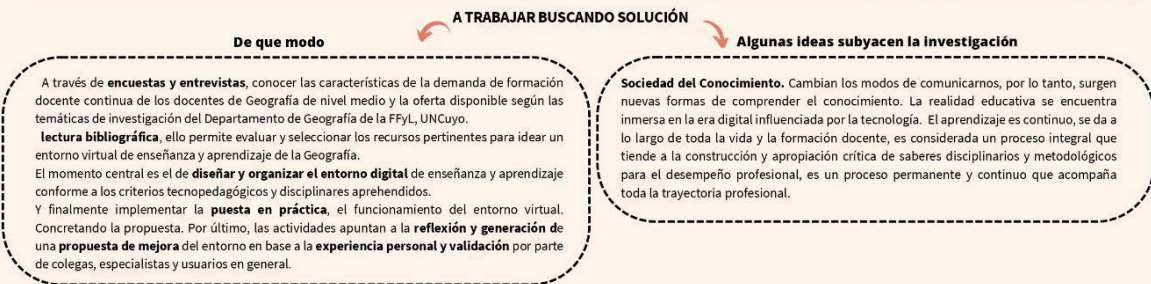 A TRABAJAR BUSCANDO SOLUCIÓN
De que modo
A través de encuestas y entrevistas, conocer las características de la demanda de formación
docente continua de los docentes de Geografía de nivel medio y la oferta disponible según las
temáticas de investigación del Departamento de Geografía de la FFyL, UNCuyo.
lectura bibliográfica, ello permite evaluar y seleccionar los recursos pertinentes para idear un
entorno virtual de enseñanza y aprendizaje de la Geografía.
El momento central es el de diseñar y organizar el entorno digital de enseñanza y aprendizaje
conforme a los criterios tecnopedagógicos y disciplinares aprehendidos.
Y finalmente implementar la puesta en práctica, el funcionamiento del entorno virtual.
Concretando la propuesta. Por último, las actividades apuntan a la reflexión y generación de
una propuesta de mejora del entorno en base a la experiencia personal y validación por parte
de colegas, especialistas y usuarios en general.
Algunas ideas subyacen la investigación
Sociedad del Conocimiento. Cambian los modos de comunicarnos, por lo tanto, surgen
nuevas formas de comprender el conocimiento. La realidad educativa se encuentra
inmersa en la era digital influenciada por la tecnología. El aprendizaje es continuo, se da a
lo largo de toda la vida y la formación docente, es considerada un proceso integral que
tiende a la construcción y apropiación crítica de saberes disciplinarios y metodológicos
para el desempeño profesional, es un proceso permanente y continuo que acompaña
toda la trayectoria profesional.